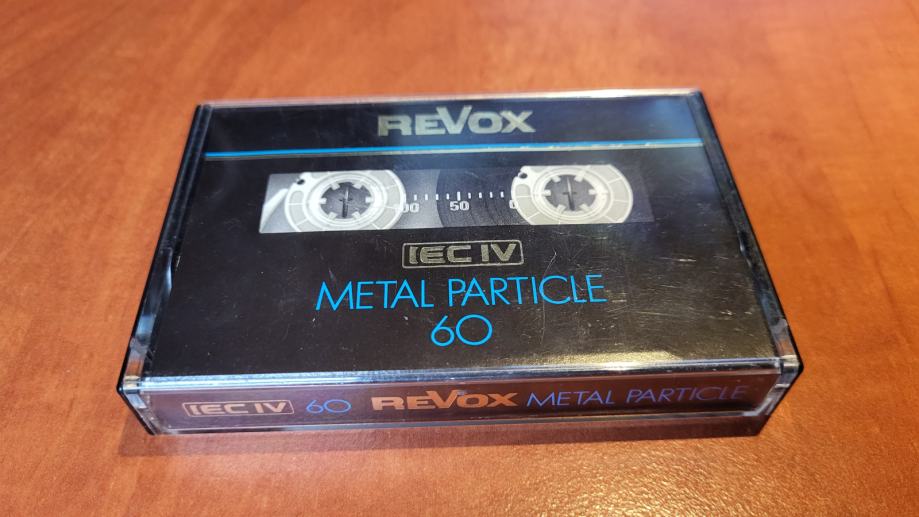 REVOX
100 50 0
IEC IV
METAL PARTICLE
60
IEC IV 60 REVOX METAL PARTICLE